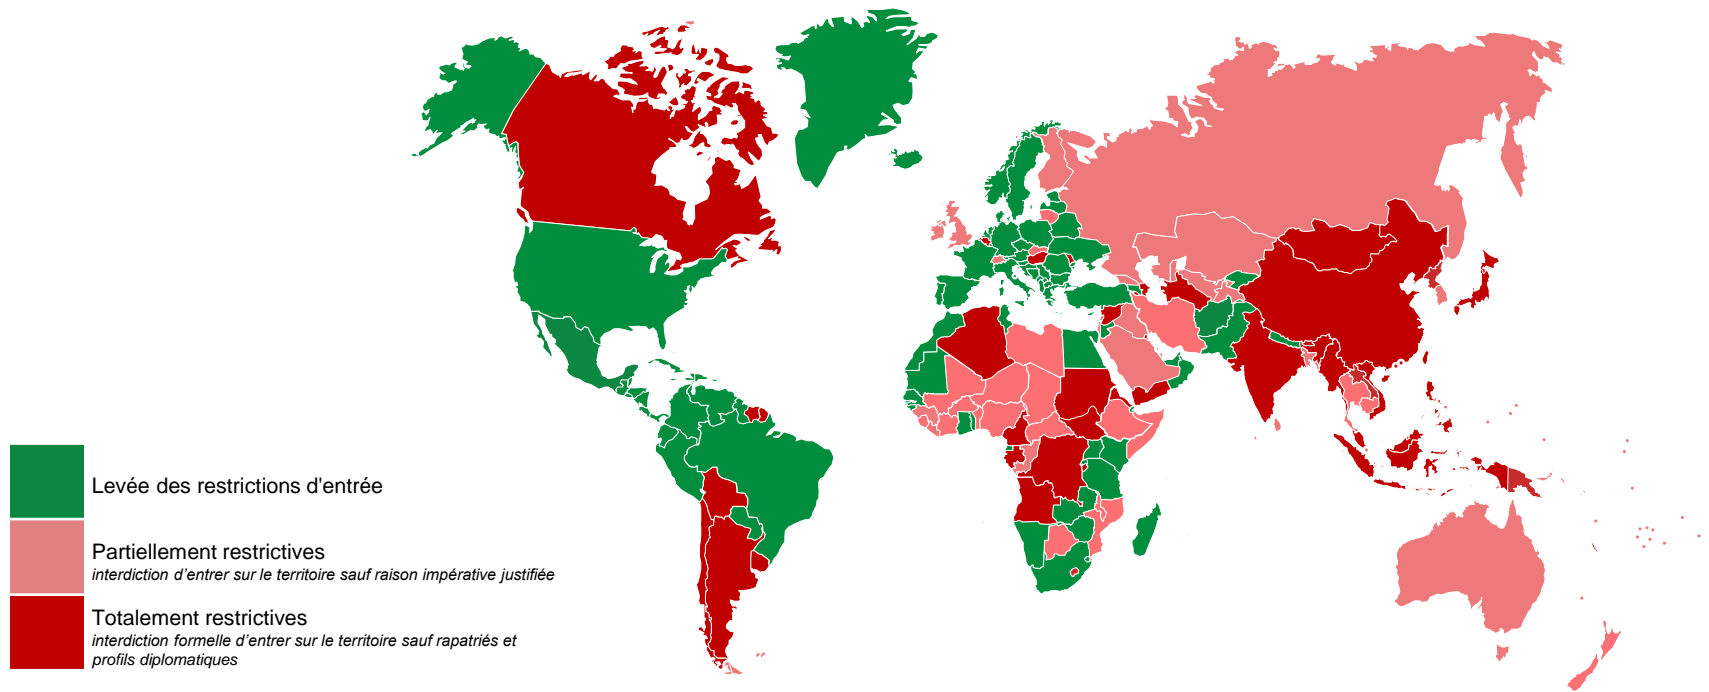 Levée des restrictions d'entrée
Partiellement restrictives
interdiction d'entrer sur le territoire sauf raison impérative justifiée
Totalement restrictives
interdiction formelle d'entrer sur le territoire sauf rapatriés et
profils diplomatiques